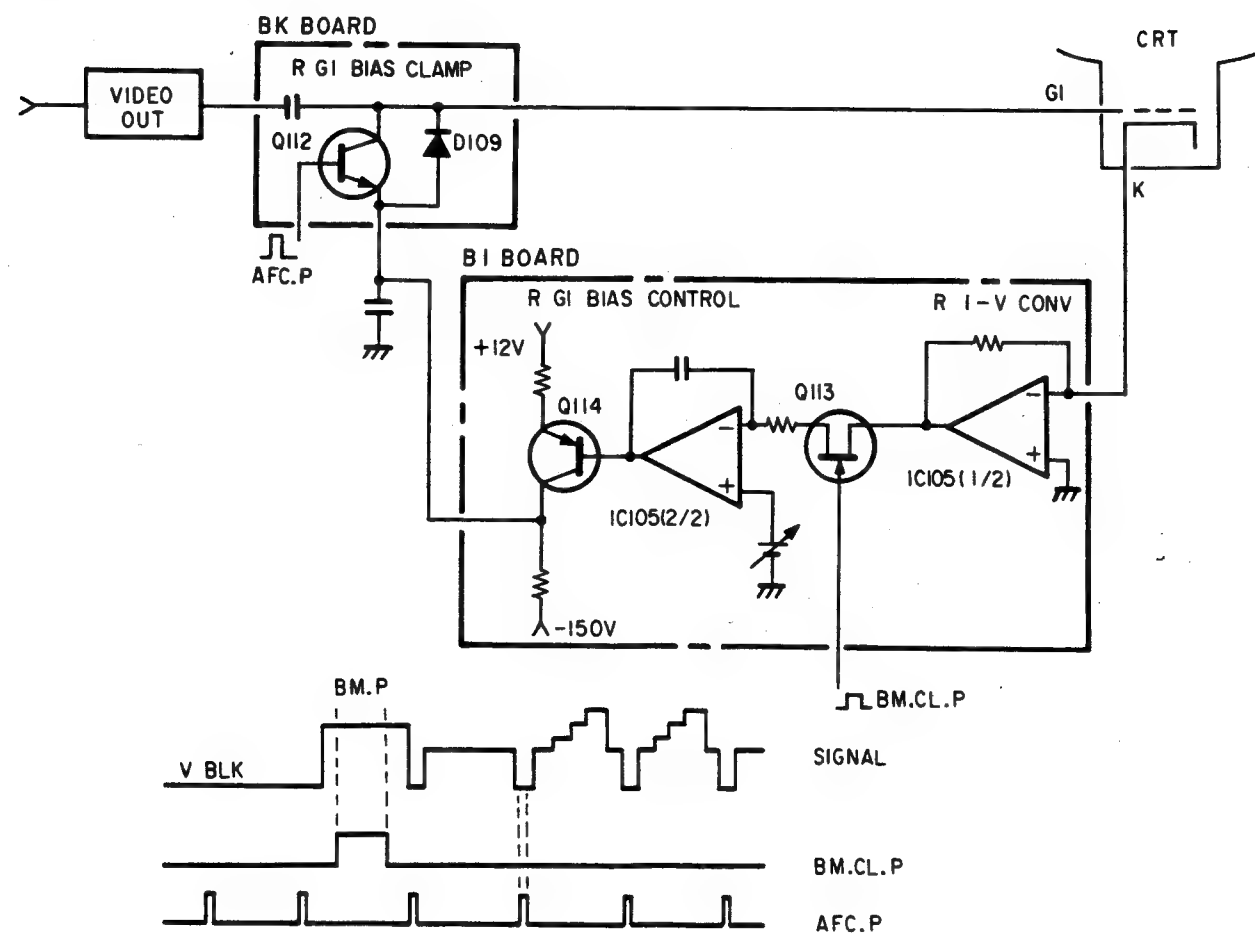 BK BOARD
R G1 BIAS CLAMP
VIDEO
OUT
Q112
D109
AFC.P
CRT
G1
K
B1 BOARD
R G1 BIAS CONTROL
R I-V CONV
+12V
Q114
Q113
-
+
-
+
IC105(2/2)
IC105(1/2)
-150V
BM.CL.P
BM.P
V BLK
SIGNAL
BM.CL.P
AFC.P